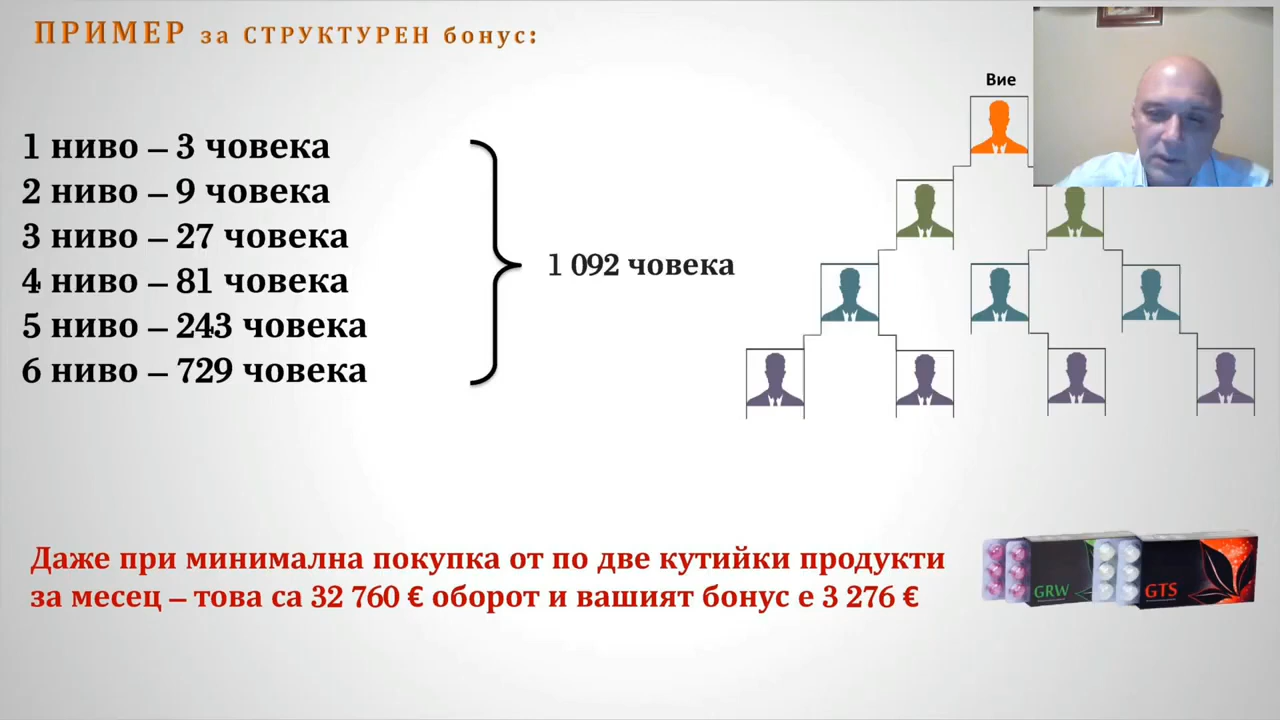 ПРИМЕР за СТРУКТУРЕН бонус:
Вие
1 ниво – 3 човека
2 ниво – 9 човека
3 ниво – 27 човека
4 ниво – 81 човека
5 ниво – 243 човека
6 ниво – 729 човека
1 092 човека
Даже при минимална покупка от по две кутийки продукти
за месец – това са 32 760 € оборот и вашият бонус е 3 276 €
GRW
GTS